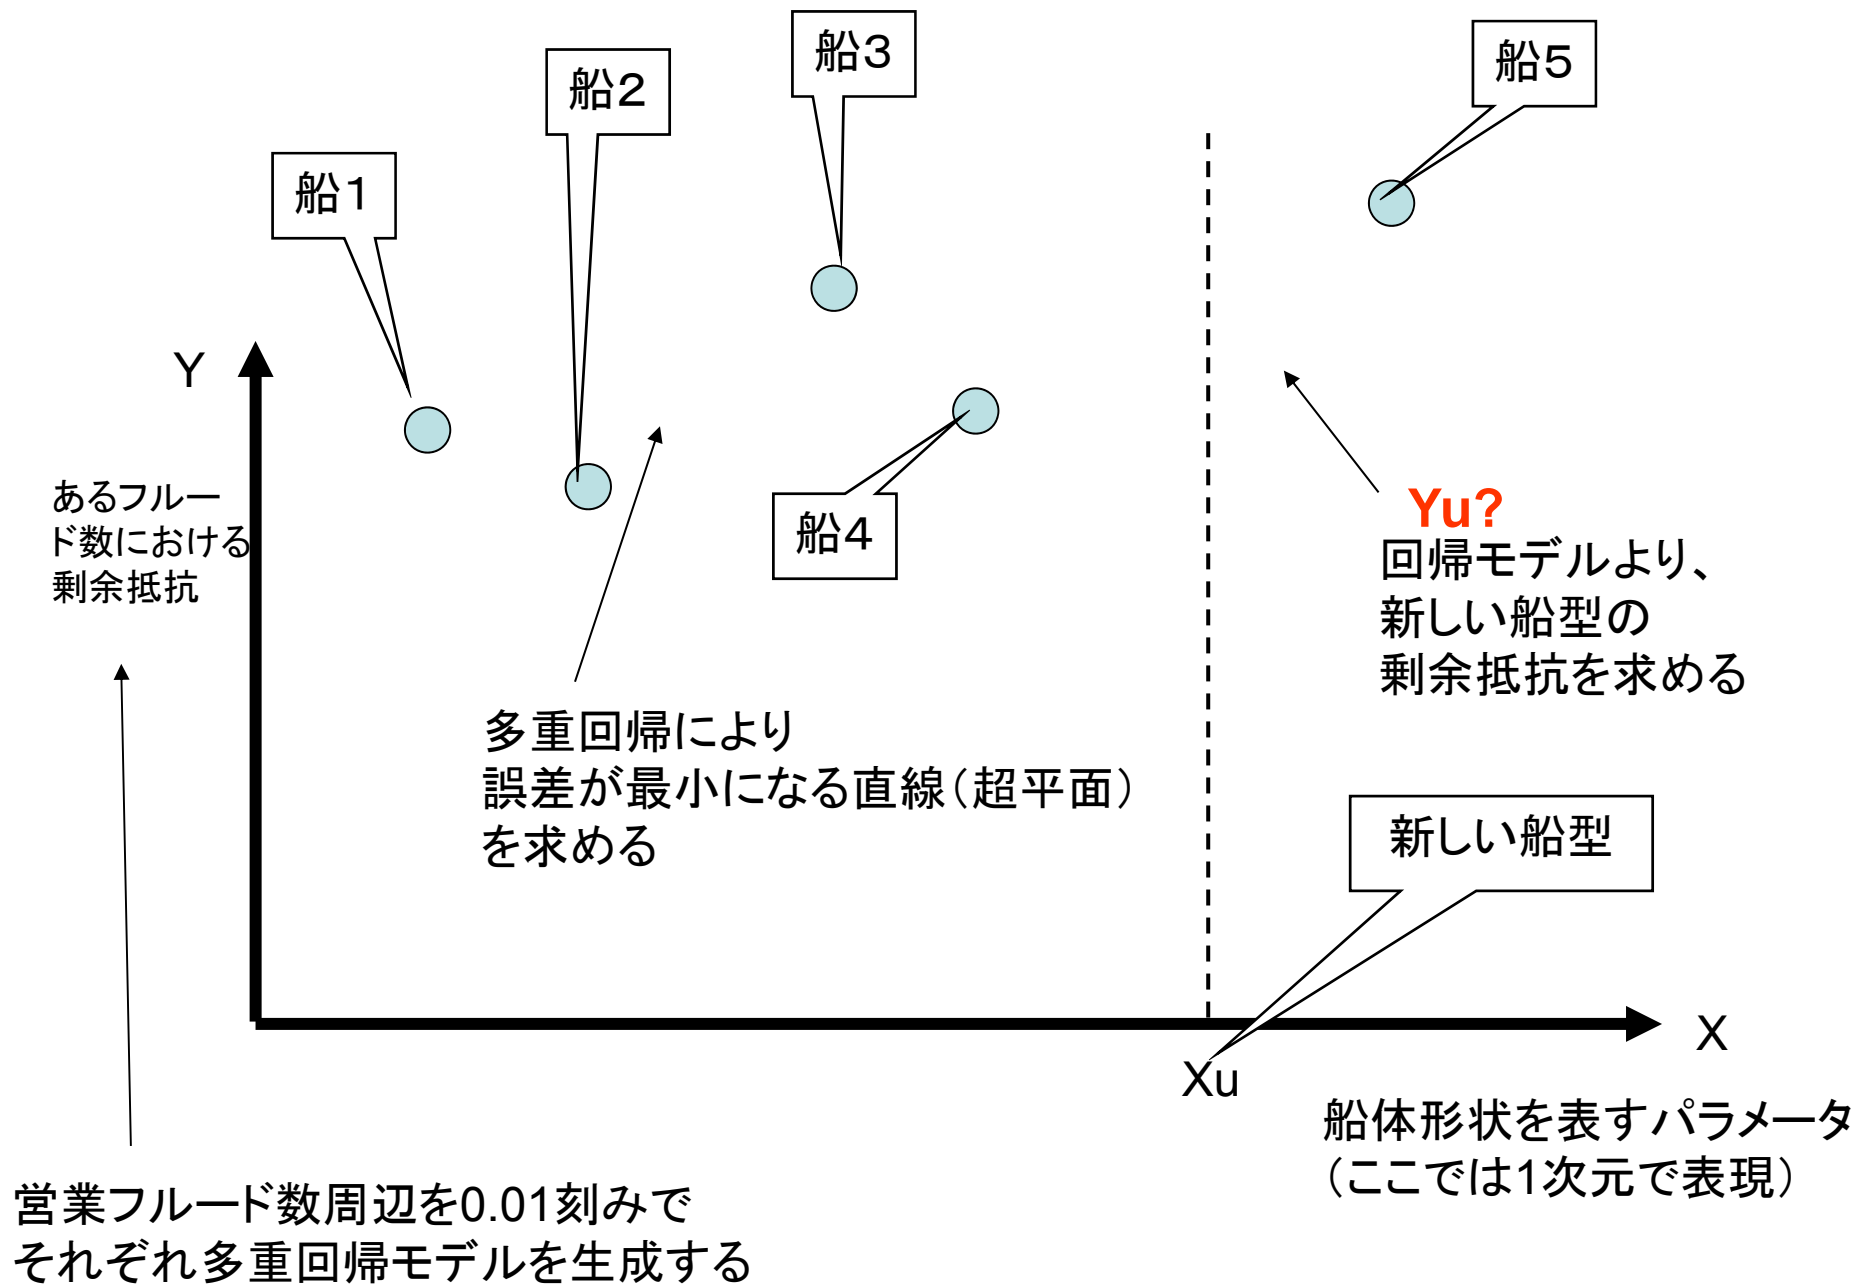 船1
船2
船3
船5
Y
あるフルー
ド数における
剰余抵抗
船4
Yu?
回帰モデルより、
新しい船型の
剰余抵抗を求める
多重回帰により
誤差が最小になる直線(超平面)
を求める
新しい船型
X
Xu
船体形状を表すパラメータ
(ここでは1次元で表現)
営業フルード数周辺を0.01刻みで
それぞれ多重回帰モデルを生成する